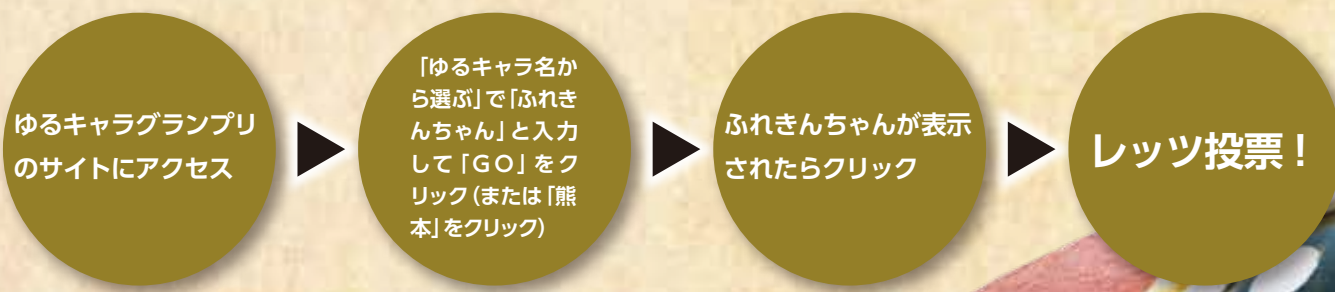 ゆるキャラグランプリ
のサイトにアクセス
「ゆるキャラ名か
ら選ぶ」で「ふれき
んちゃん」と入力
して「GO」をク
リック(または「熊
本」をクリック)
ふれきんちゃんが表示
されたらクリック
レッツ投票！